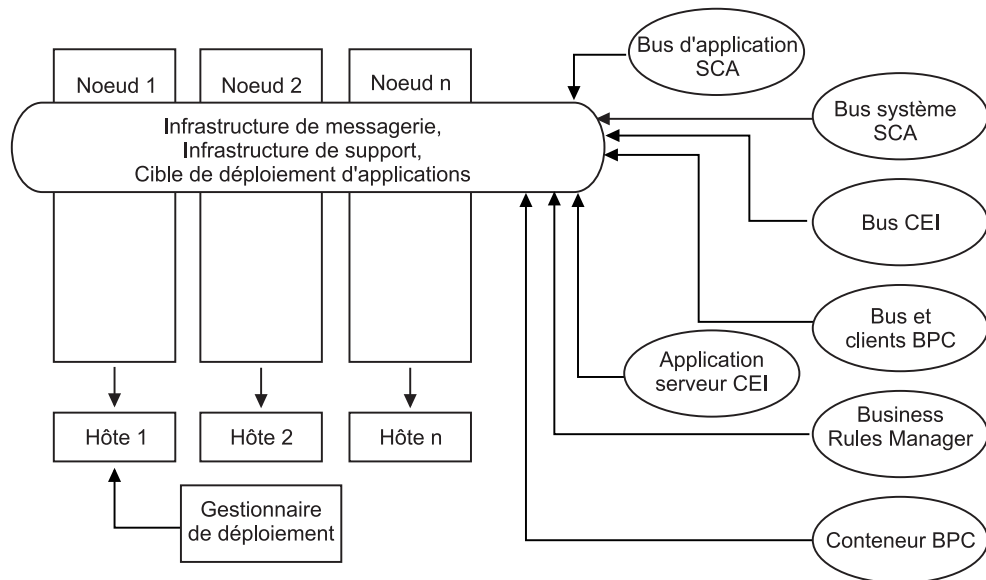 Noeud 1
Noeud 2
Noeud n
Bus d'application
SCA
Infrastructure de messagerie,
Infrastructure de support,
Cible de déploiement d'applications
Bus système
SCA
Bus CEI
Bus et
clients BPC
Application
serveur CEI
Business
Rules Manager
Hôte 1
Hôte 2
Hôte n
Gestionnaire
de déploiement
Conteneur BPC